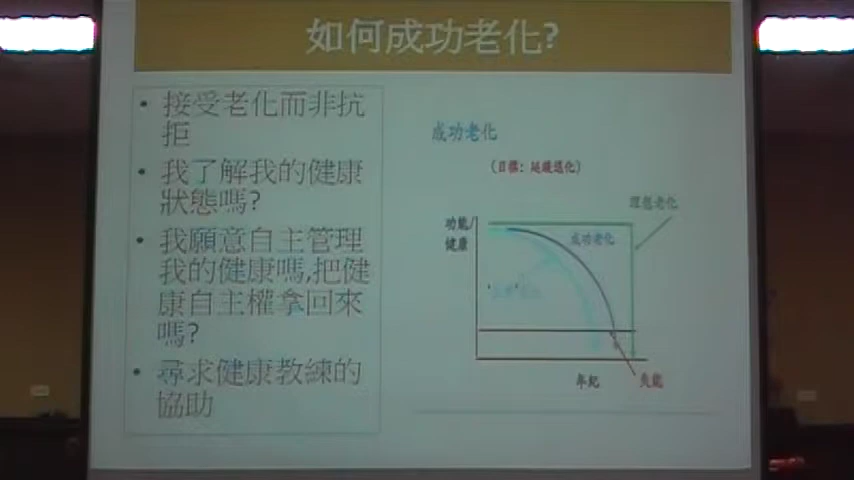 如何成功老化?
• 接受老化而非抗
拒
• 我了解我的健康
狀態嗎?
• 我願意自主管理
我的健康嗎,把健
康自主權拿回來
嗎?
• 尋求健康教練的
協助
成功老化
(目標: 延緩退化)
理想老化
功能/
健康
成功老化
年紀
失能